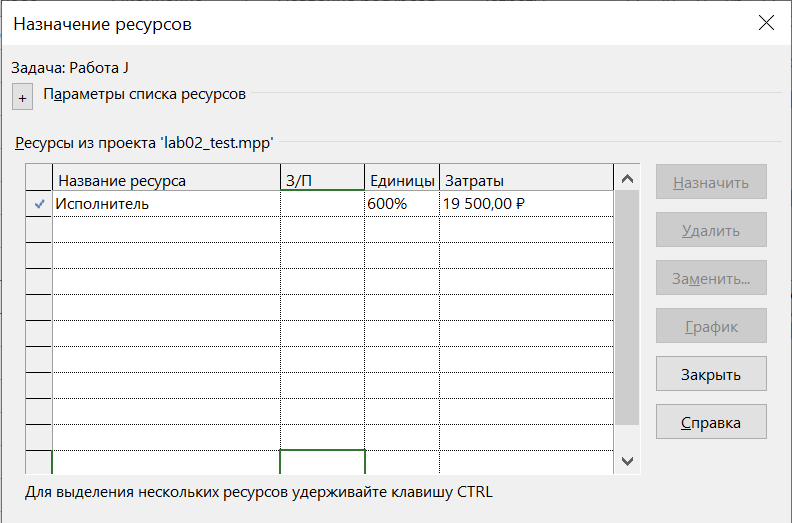 Назначение ресурсов
Задача: Работа J
+ Параметры списка ресурсов
Ресурсы из проекта 'lab02_test.mpp'
Название ресурса З/П Единицы Затраты
Исполнитель 600% 19 500,00 ₽
Назначить
Удалить
Заменить...
График
Закрыть
Справка
Для выделения нескольких ресурсов удерживайте клавишу CTRL